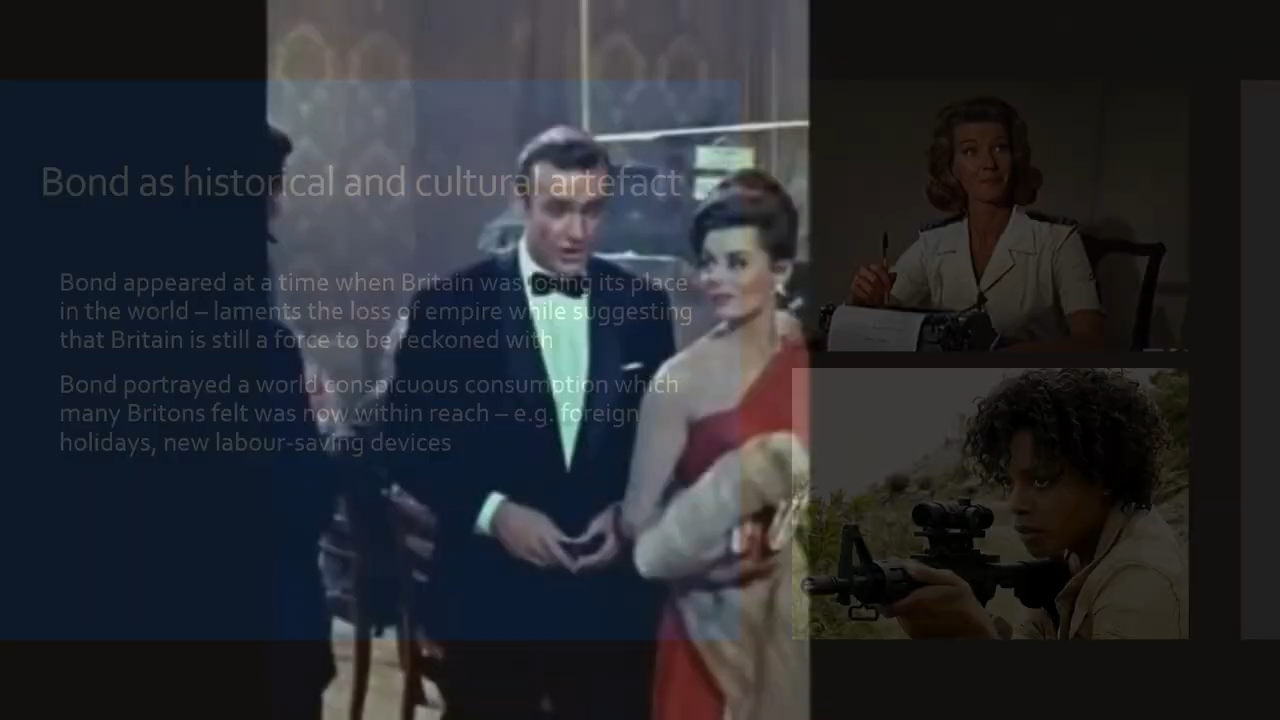 Bond as historical and cultural artefact
Bond appeared at a time when Britain was losing its place
in the world – laments the loss of empire while suggesting
that Britain is still a force to be reckoned with
Bond portrayed a world conspicuous consumption which
many Britons felt was now within reach – e.g. foreign
holidays, new labour-saving devices